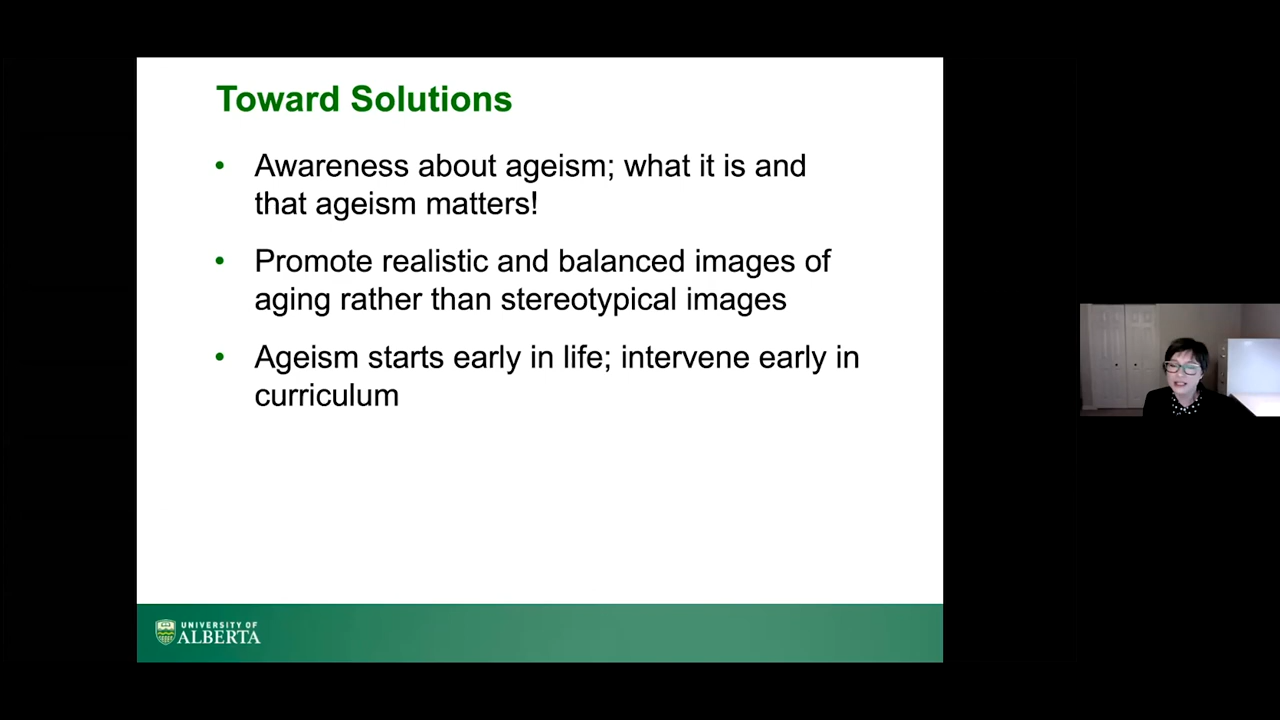 Toward Solutions
• Awareness about ageism; what it is and
that ageism matters!
• Promote realistic and balanced images of
aging rather than stereotypical images
• Ageism starts early in life; intervene early in
curriculum
UNIVERSITY OF
ALBERTA